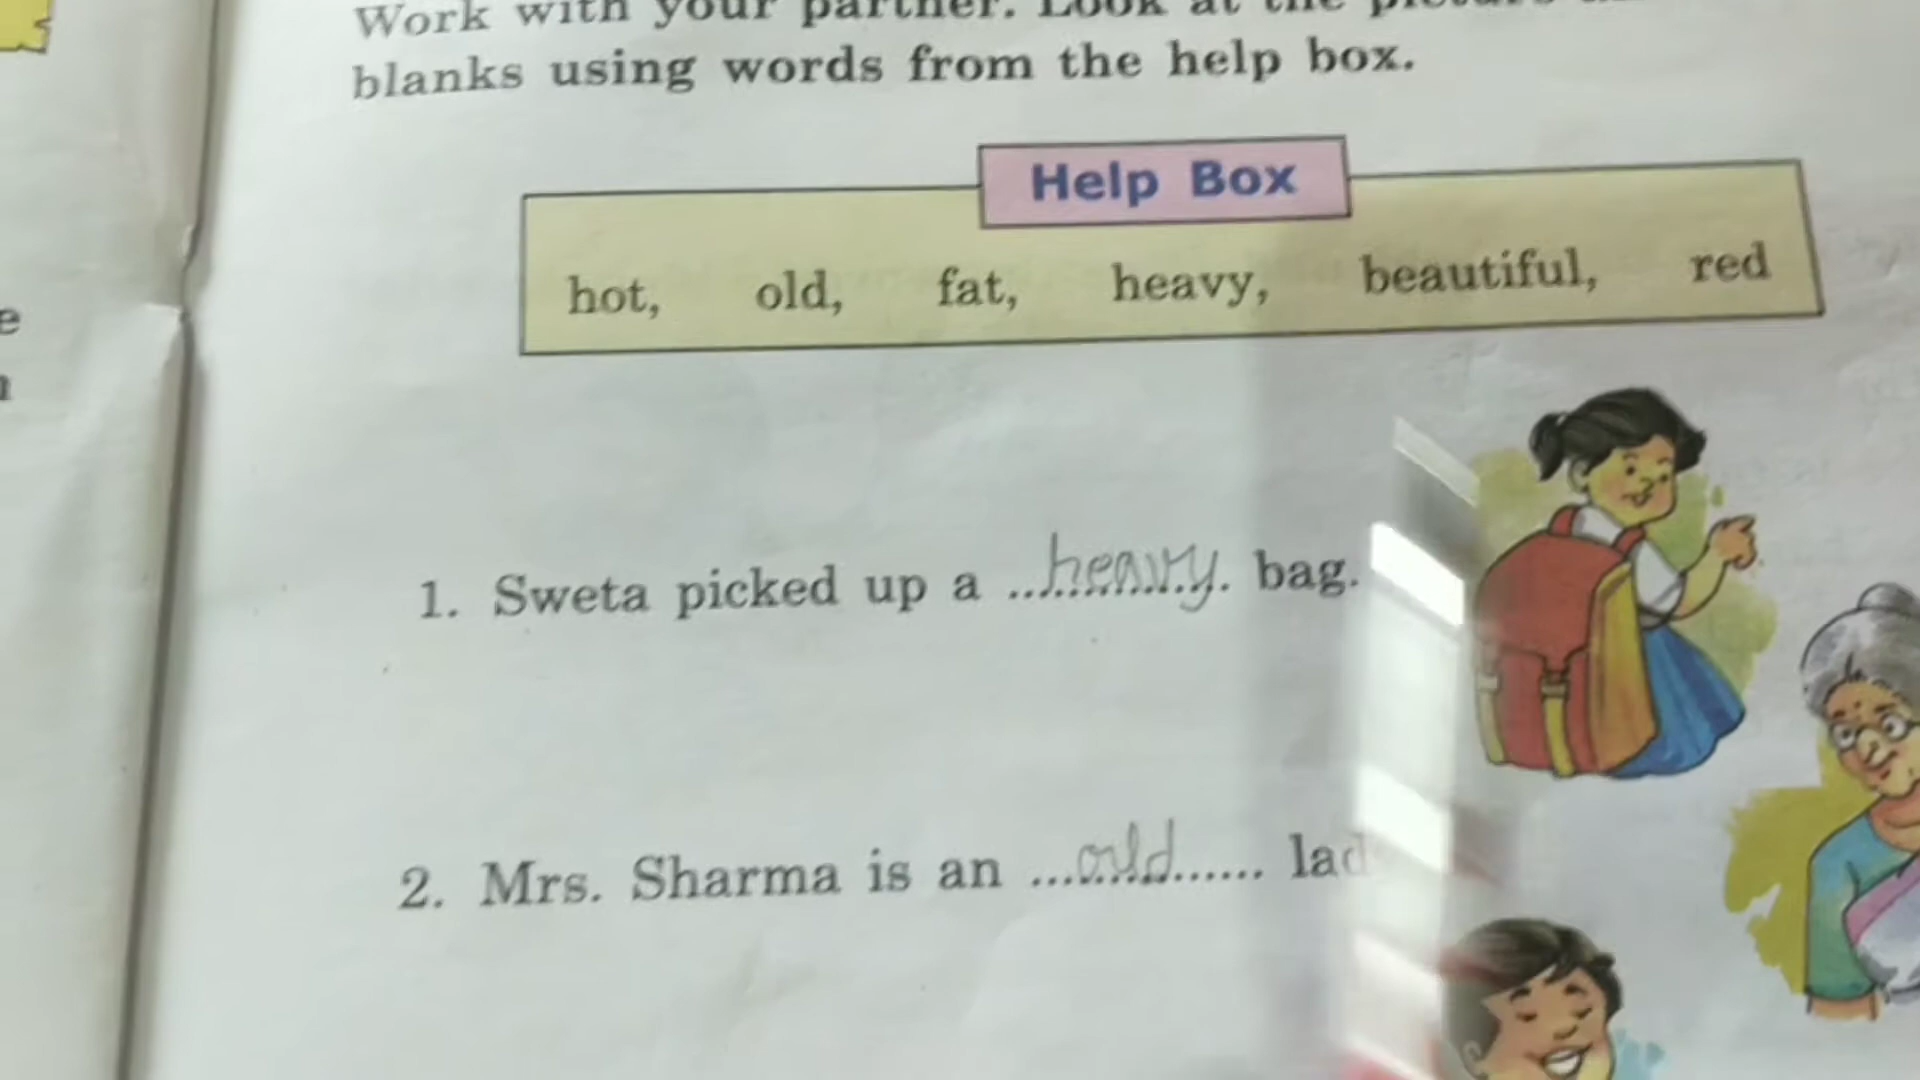 Work with your partner. Look at the picture
blanks using words from the help box.
Help Box
hot, old, fat, heavy, beautiful, red
1. Sweta picked up a ...heavy... bag.
2. Mrs. Sharma is an ...old...... lad